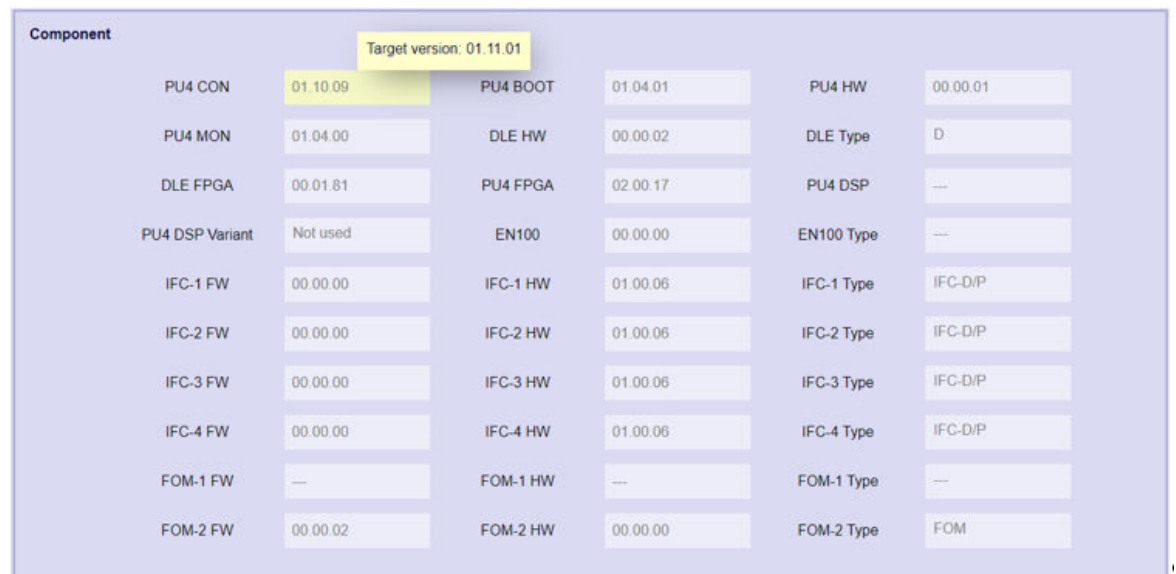 Component
Target version: 01.11.01
PU4 CON 01.10.09 PU4 BOOT 01.04.01 PU4 HW 00.00.01
PU4 MON 01.04.00 DLE HW 00.00.02 DLE Type D
DLE FPGA 00.01.81 PU4 FPGA 02.00.17 PU4 DSP ---
PU4 DSP Variant Not used EN100 00.00.00 EN100 Type ---
IFC-1 FW 00.00.00 IFC-1 HW 01.00.06 IFC-1 Type IFC-D/P
IFC-2 FW 00.00.00 IFC-2 HW 01.00.06 IFC-2 Type IFC-D/P
IFC-3 FW 00.00.00 IFC-3 HW 01.00.06 IFC-3 Type IFC-D/P
IFC-4 FW 00.00.00 IFC-4 HW 01.00.06 IFC-4 Type IFC-D/P
FOM-1 FW --- FOM-1 HW --- FOM-1 Type ---
FOM-2 FW 00.00.02 FOM-2 HW 00.00.00 FOM-2 Type FOM